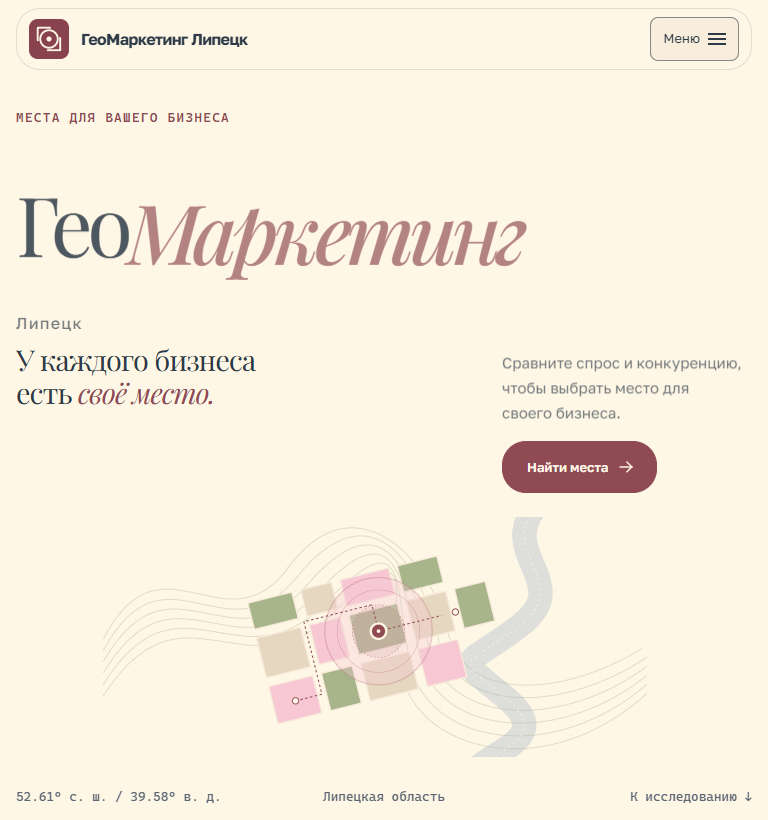 ГеоМаркетинг Липецк
Меню
МЕСТА ДЛЯ ВАШЕГО БИЗНЕСА
ГеоМаркетинг
Липецк
У каждого бизнеса
есть своё место.
Сравните спрос и конкуренцию,
чтобы выбрать место для
своего бизнеса.
Найти места →
52.61° с. ш. / 39.58° в. д.
Липецкая область
К исследованию ↓